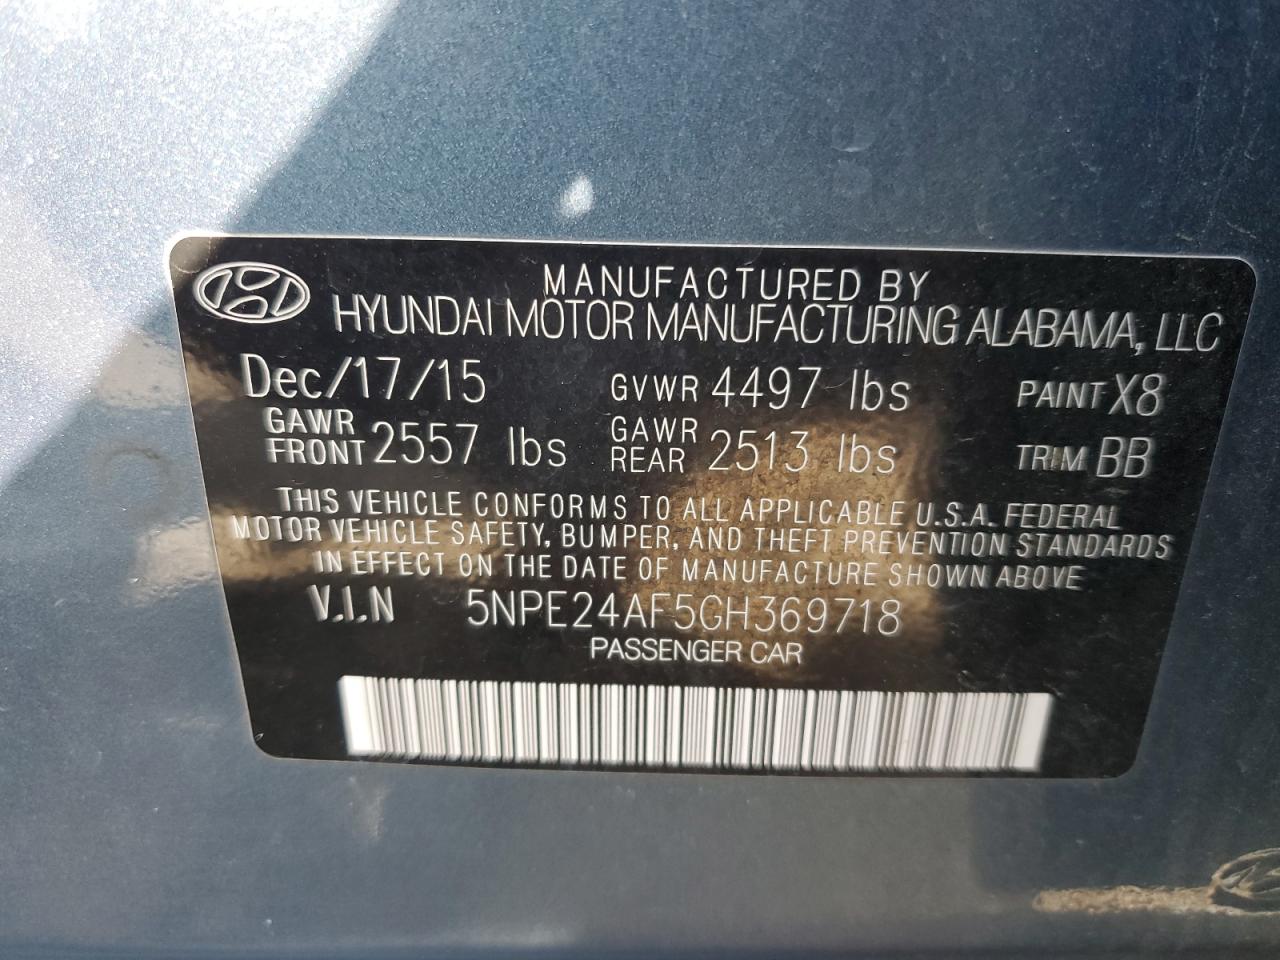 MANUFACTURED BY
HYUNDAI MOTOR MANUFACTURING ALABAMA, LLC
Dec/17/15 GVWR 4497 lbs PAINT X8
GAWR FRONT 2557 lbs GAWR REAR 2513 lbs TRIM BB
THIS VEHICLE CONFORMS TO ALL APPLICABLE U.S.A. FEDERAL
MOTOR VEHICLE SAFETY, BUMPER, AND THEFT PREVENTION STANDARDS
IN EFFECT ON THE DATE OF MANUFACTURE SHOWN ABOVE
V.I.N 5NPE24AF5GH369718
PASSENGER CAR